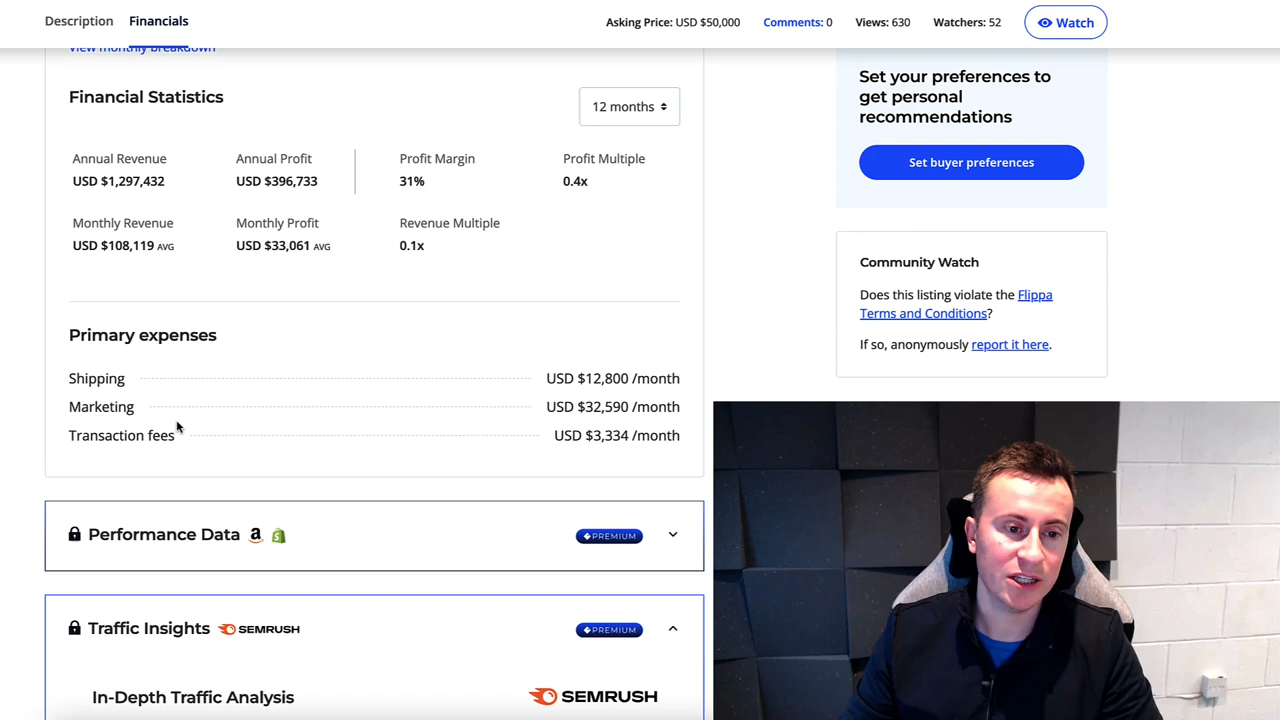 Description Financials Asking Price: USD $50,000 Comments: 0 Views: 630 Watchers: 52 Watch
View monthly breakdown
Financial Statistics
12 months
Annual Revenue Annual Profit Profit Margin Profit Multiple
USD $1,297,432 USD $396,733 31% 0.4x
Monthly Revenue Monthly Profit Revenue Multiple
USD $108,119 AVG USD $33,061 AVG 0.1x
Primary expenses
Shipping USD $12,800 /month
Marketing USD $32,590 /month
Transaction fees USD $3,334 /month
Performance Data a PREMIUM
Traffic Insights SEMRUSH PREMIUM
In-Depth Traffic Analysis SEMRUSH
Set your preferences to
get personal
recommendations
Set buyer preferences
Community Watch
Does this listing violate the Flippa
Terms and Conditions?
If so, anonymously report it here.